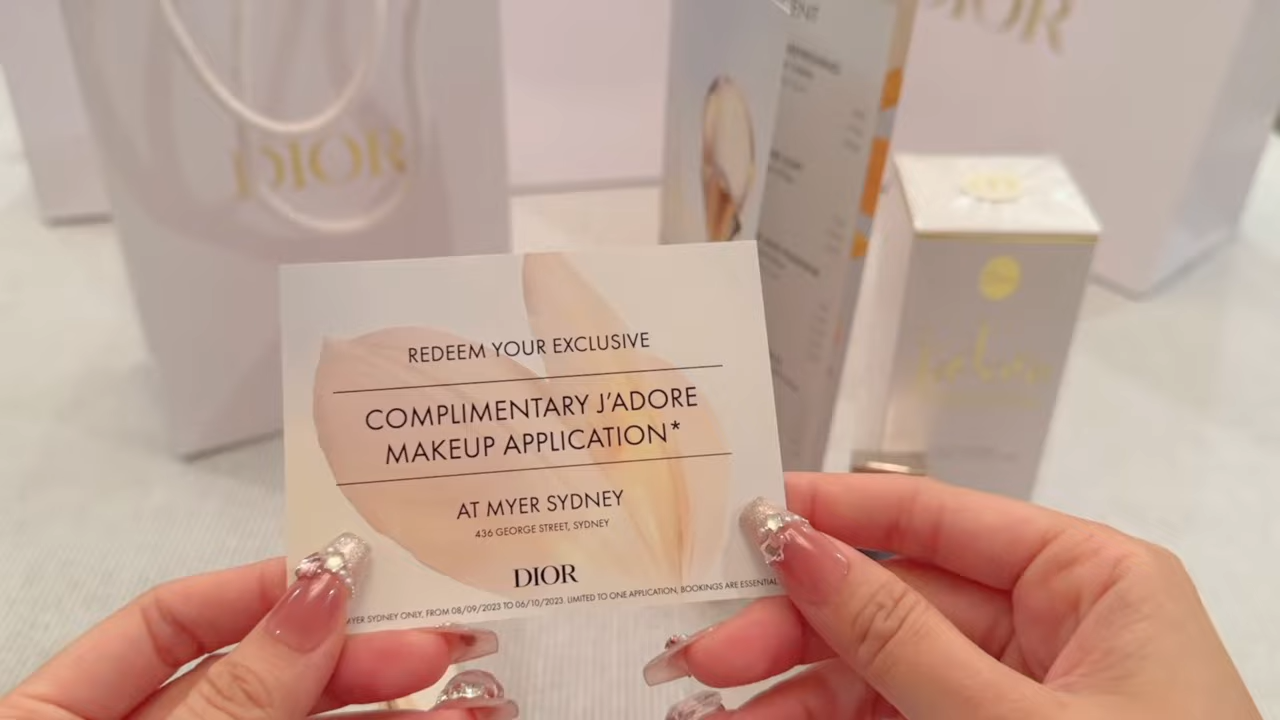 DIOR
DIOR
ENT
REDEEM YOUR EXCLUSIVE
COMPLIMENTARY J'ADORE
MAKEUP APPLICATION*
AT MYER SYDNEY
436 GEORGE STREET, SYDNEY
DIOR
MYER SYDNEY ONLY, FROM 08/09/2023 TO 06/10/2023. LIMITED TO ONE APPLICATION, BOOKINGS ARE ESSENTIAL